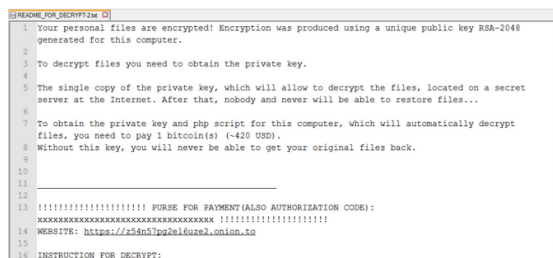 README_FOR_DECRYPT-2.txt
1 Your personal files are encrypted! Encryption was produced using a unique public key RSA-2048
generated for this computer.
2
3 To decrypt files you need to obtain the private key.
4
5 The single copy of the private key, which will allow to decrypt the files, located on a secret
server at the Internet. After that, nobody and never will be able to restore files...
6
7 To obtain the private key and php script for this computer, which will automatically decrypt
files, you need to pay 1 bitcoin(s) (~420 USD).
8 Without this key, you will never be able to get your original files back.
9
10
11 ______________________________________________
12
13 !!!!!!!!!!!!!!!!!!!!! PURSE FOR PAYMENT(ALSO AUTHORIZATION CODE):
xxxxxxxxxxxxxxxxxxxxxxxxxxxxxxxxxx !!!!!!!!!!!!!!!!!!!!!
14 WEBSITE: https://z54n57pg2el6uze2.onion.to
15
16 INSTRUCTION FOR DECRYPT: